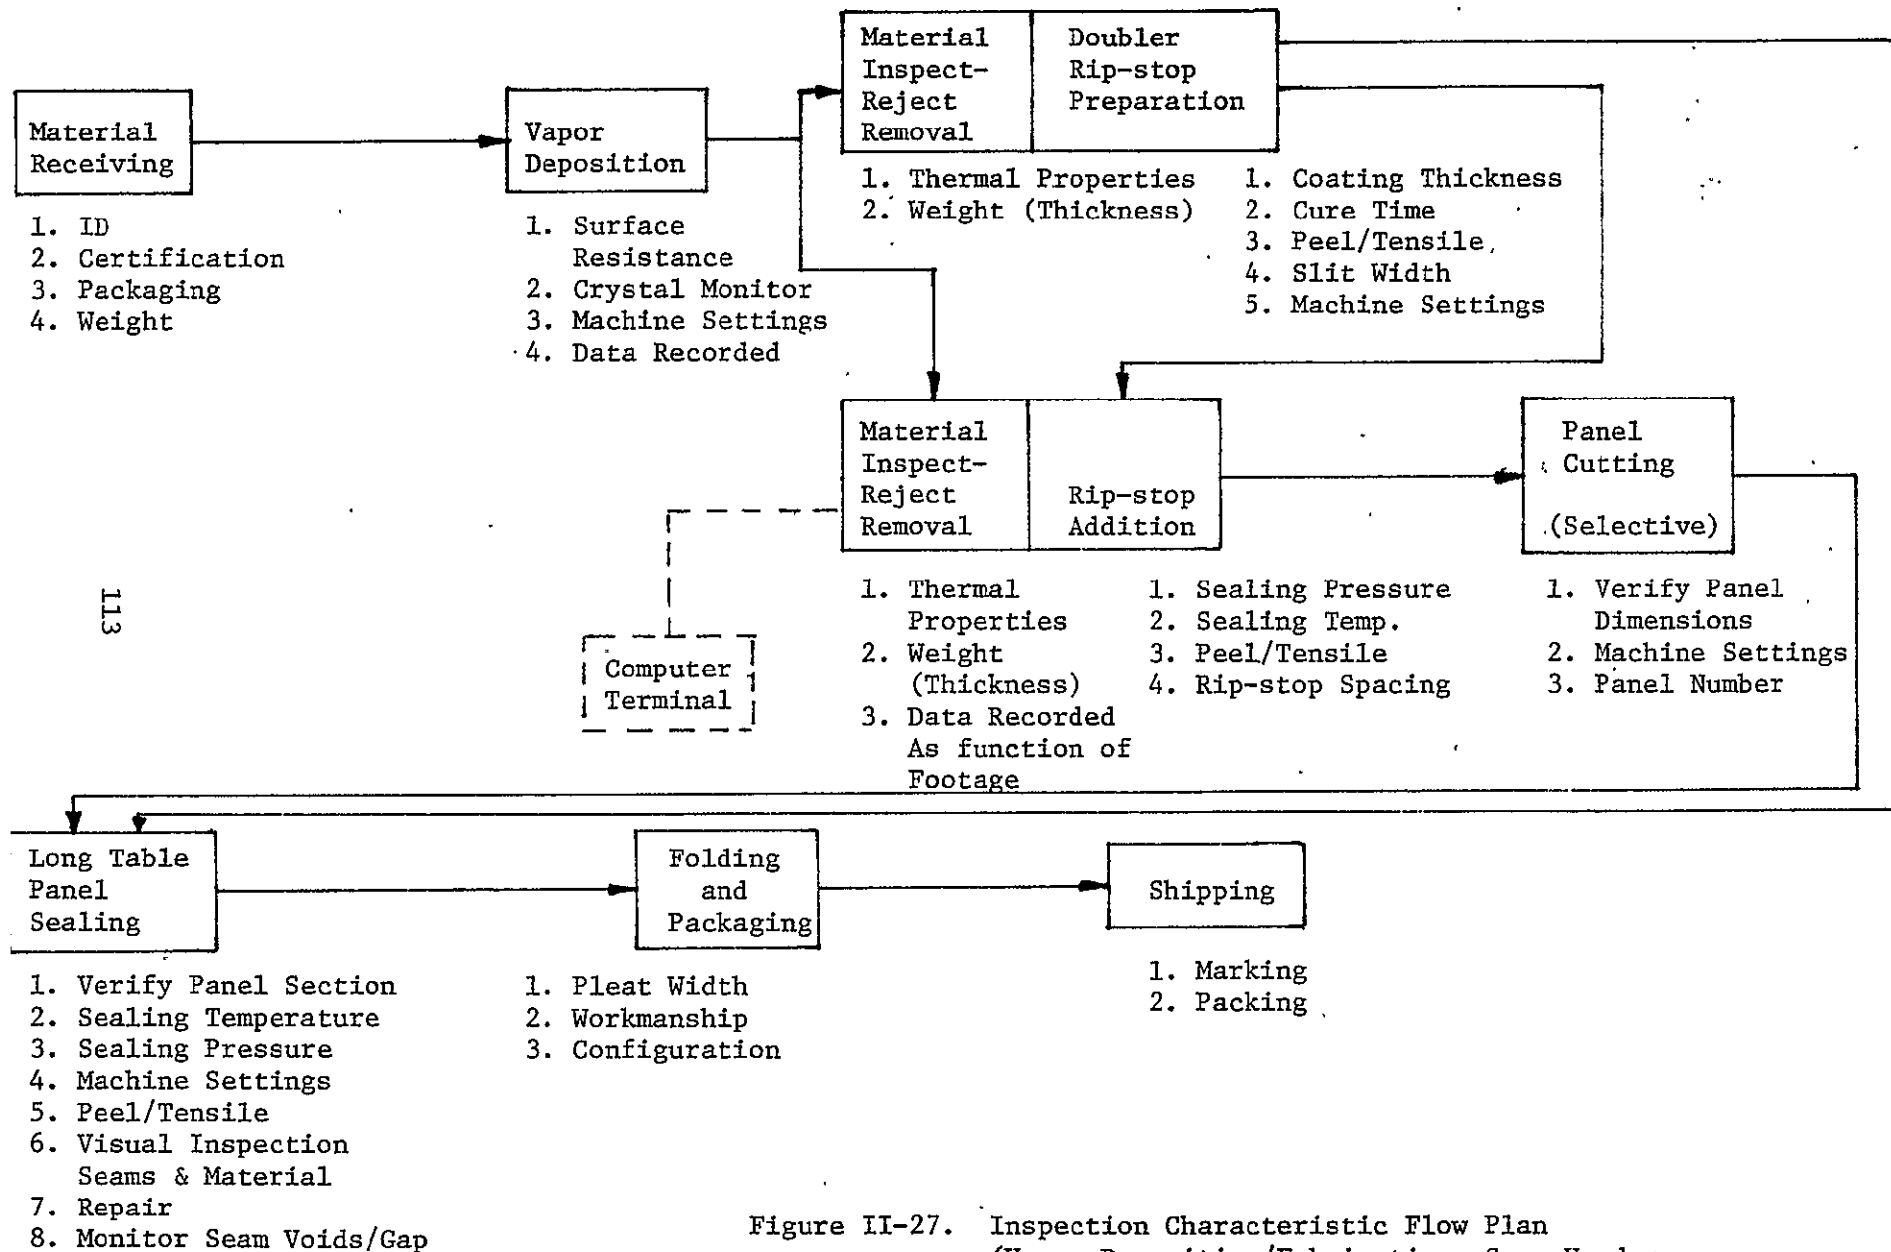 Material
Receiving
1. ID
2. Certification
3. Packaging
4. Weight
Vapor
Deposition
1. Surface
Resistance
2. Crystal Monitor
3. Machine Settings
4. Data Recorded
Material
Inspect-
Reject
Removal
1. Thermal Properties
2. Weight (Thickness)
Doubler
Rip-stop
Preparation
1. Coating Thickness
2. Cure Time
3. Peel/Tensile
4. Slit Width
5. Machine Settings
Material
Inspect-
Reject
Removal
1. Thermal
Properties
2. Weight
(Thickness)
3. Data Recorded
As function of
Footage
Rip-stop
Addition
1. Sealing Pressure
2. Sealing Temp.
3. Peel/Tensile
4. Rip-stop Spacing
Panel
Cutting
(Selective)
1. Verify Panel
Dimensions
2. Machine Settings
3. Panel Number
Computer
Terminal
113
Long Table
Panel
Sealing
1. Verify Panel Section
2. Sealing Temperature
3. Sealing Pressure
4. Machine Settings
5. Peel/Tensile
6. Visual Inspection
Seams & Material
7. Repair
8. Monitor Seam Voids/Gap
Folding
and
Packaging
1. Pleat Width
2. Workmanship
3. Configuration
Shipping
1. Marking
2. Packing
Figure II-27. Inspection Characteristic Flow Plan